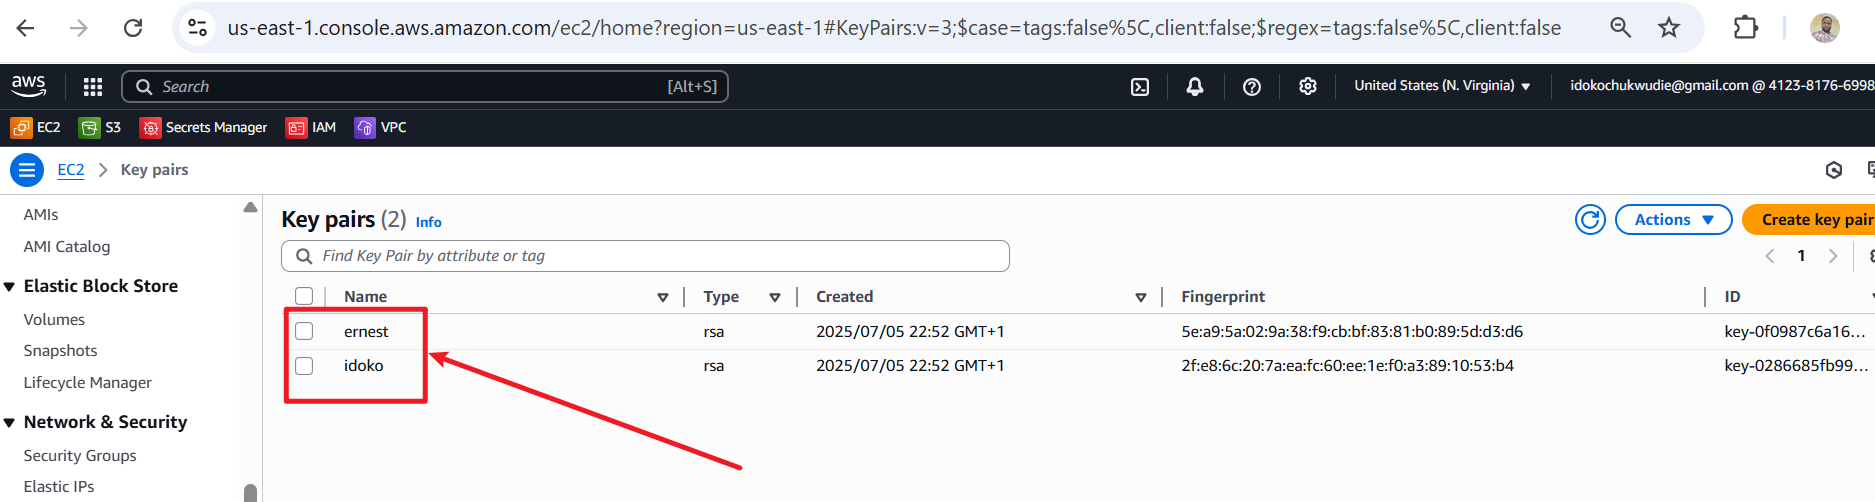 us-east-1.console.aws.amazon.com/ec2/home?region=us-east-1#KeyPairs:v=3;$case=tags:false%5C,client:false;$regex=tags:false%5C,client:false
aws
Search
[Alt+S]
United States (N. Virginia)
idokochukwudie@gmail.com @ 4123-8176-6998
EC2
S3
Secrets Manager
IAM
VPC
EC2
Key pairs
AMIs
AMI Catalog
Elastic Block Store
Volumes
Snapshots
Lifecycle Manager
Network & Security
Security Groups
Elastic IPs
Key pairs (2) Info
Actions
Create key pair
Find Key Pair by attribute or tag
1
Name Type Created Fingerprint ID
ernest rsa 2025/07/05 22:52 GMT+1 5e:a9:5a:02:9a:38:f9:cb:bf:83:81:b0:89:5d:d3:d6 key-0f0987c6a16...
idoko rsa 2025/07/05 22:52 GMT+1 2f:e8:6c:20:7a:ea:fc:60:ee:1e:f0:a3:89:10:53:b4 key-0286685fb99...